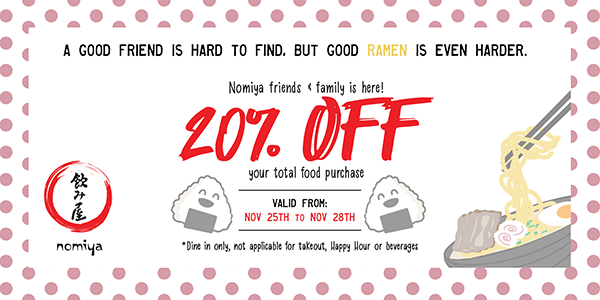 A GOOD FRIEND IS HARD TO FIND, BUT GOOD RAMEN IS EVEN HARDER.
Nomiya friends & family is here!
20% OFF
your total food purchase
VALID FROM:
NOV 25TH TO NOV 28TH
*Dine in only, not applicable for takeout, Happy Hour or beverages
飲み屋
nomiya